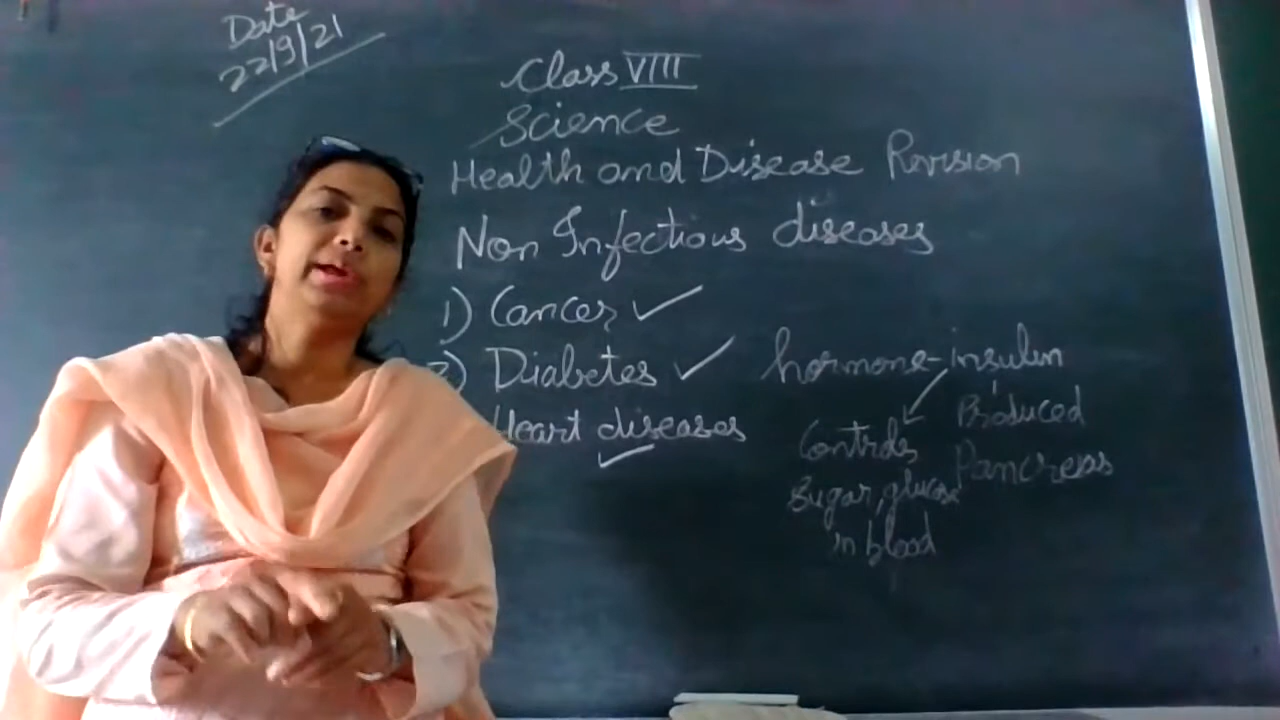 Date
22/9/21
Class VIII
Science
Health and Disease Revision
Non Infectious diseases
1) Cancer ✓
2) Diabetes ✓ hormone-insulin
Heart diseases ✓
Produced
Controls
Pancreas
Sugar, glucose
in blood